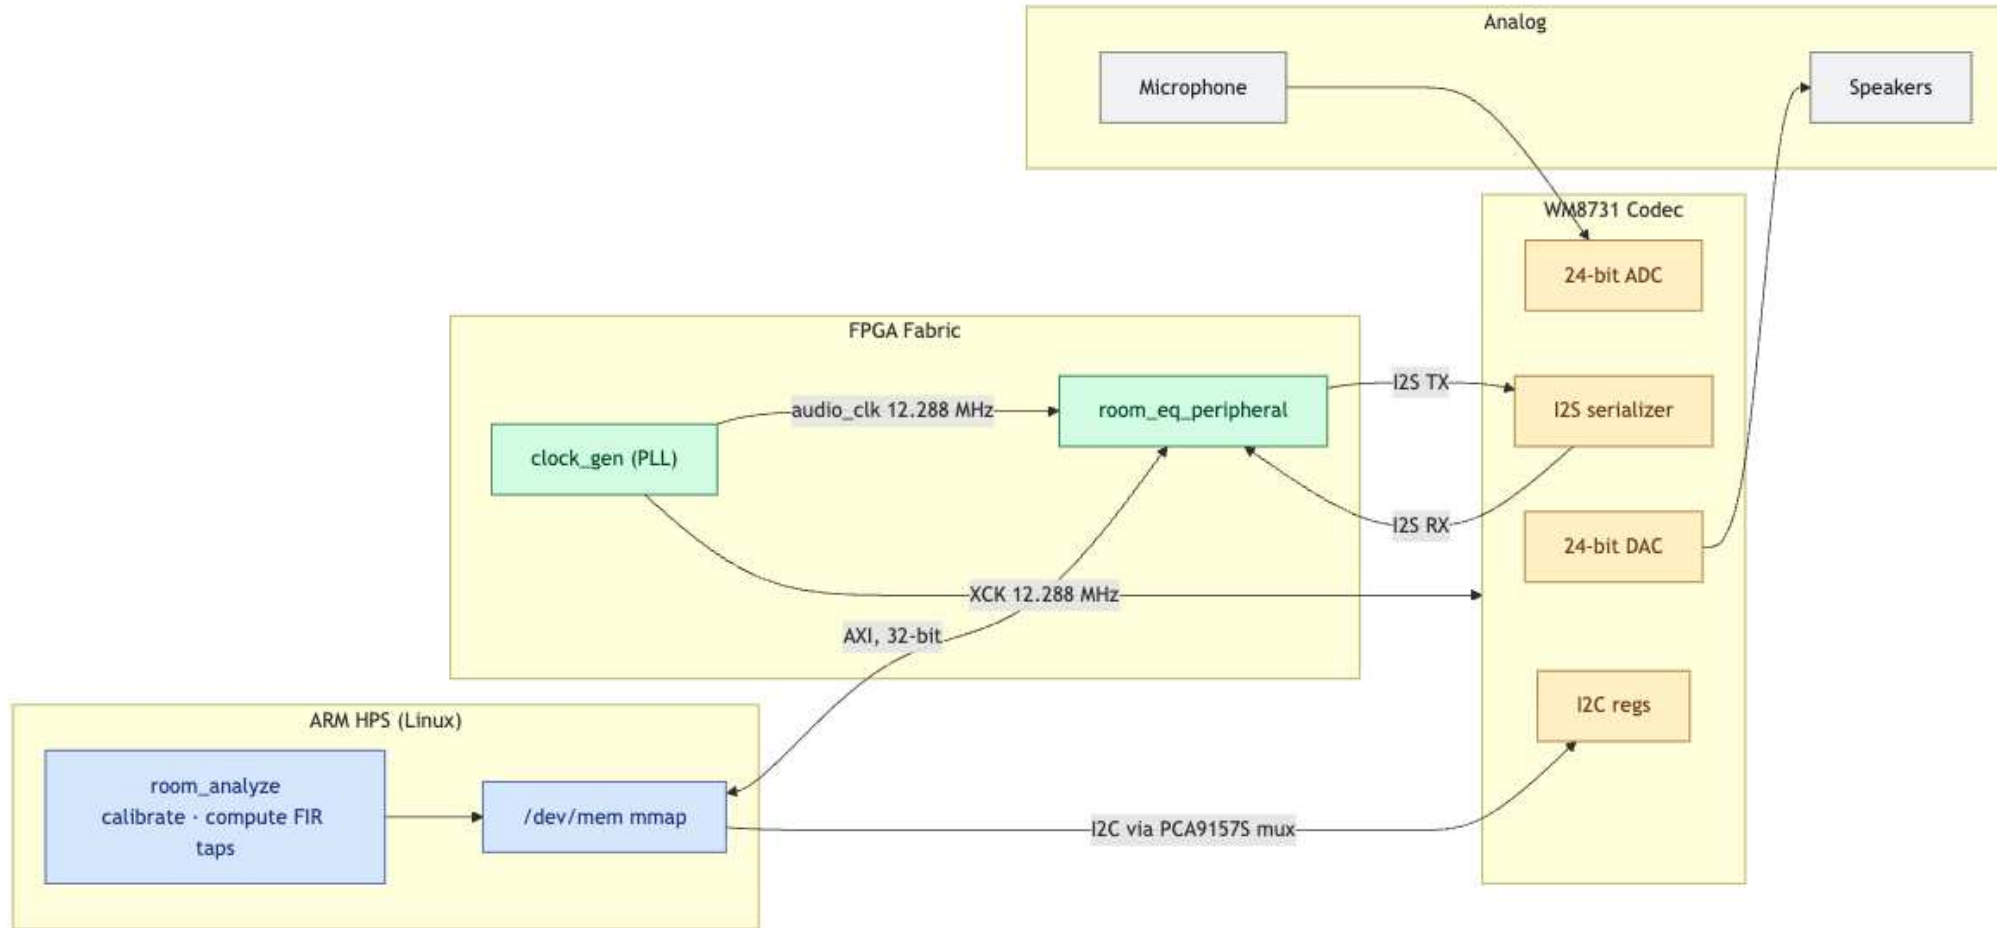 Analog
Microphone
Speakers
WM8731 Codec
24-bit ADC
FPGA Fabric
I2S TX
audio_clk 12.288 MHz
room_eq_peripheral
I2S serializer
clock_gen (PLL)
I2S RX
24-bit DAC
XCK 12.288 MHz
AXI, 32-bit
I2C regs
ARM HPS (Linux)
room_analyze
calibrate · compute FIR
taps
/dev/mem mmap
I2C via PCA9157S mux